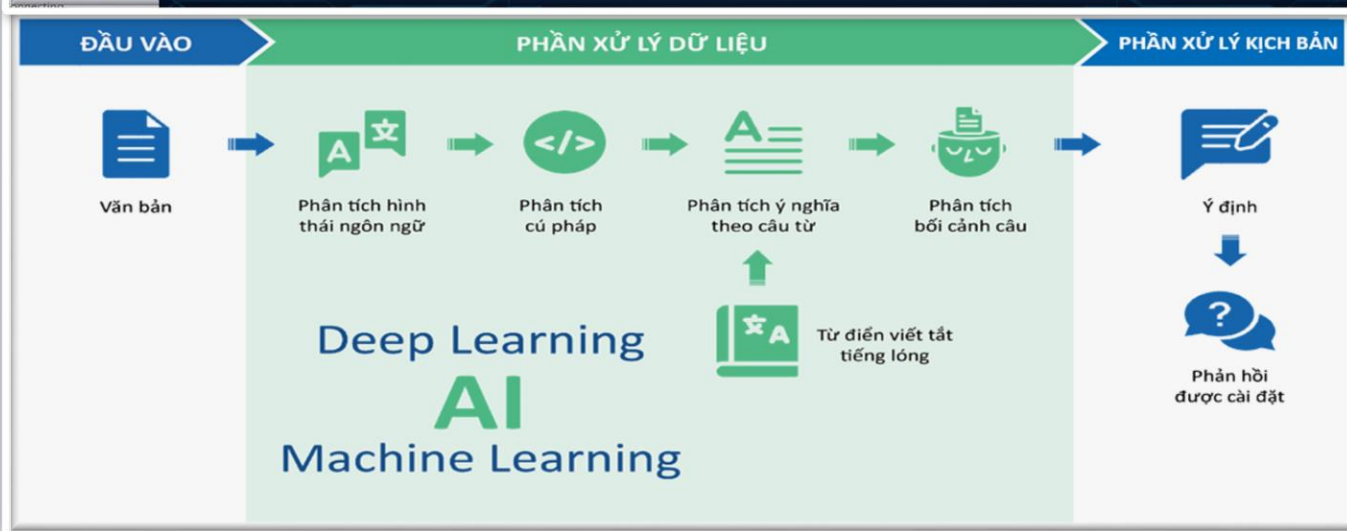 ĐẦU VÀO
PHẦN XỬ LÝ DỮ LIỆU
PHẦN XỬ LÝ KỊCH BẢN
A 文
</>
A
Văn bản
Phân tích hình
thái ngôn ngữ
Phân tích
cú pháp
Phân tích ý nghĩa
theo câu từ
Phân tích
bối cảnh câu
Ý định
文 A
Từ điển viết tắt
tiếng lóng
?
Phản hồi
được cài đặt
Deep Learning
AI
Machine Learning